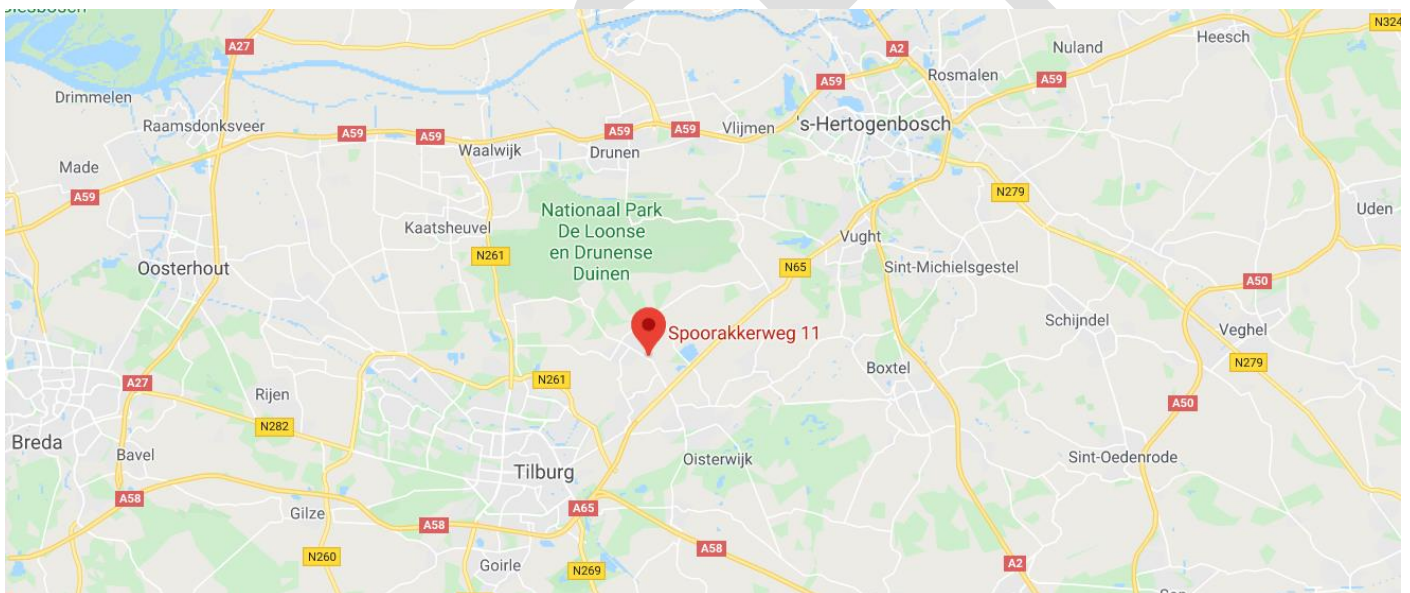 N324
Heesch
A27
A2
Nuland
Rosmalen
A59
A59
A59
Drimmelen
Raamsdonksveer
A59
A59
A59
A59
Vlijmen
's-Hertogenbosch
Waalwijk
Drunen
Made
A59
N279
Nationaal Park
De Loonse
en Drunense
Duinen
Kaatsheuvel
Uden
Vught
N261
N65
Sint-Michielsgestel
Oosterhout
A50
Schijndel
Veghel
Spoorakkerweg 11
N279
Boxtel
A27
N261
Rijen
A50
N282
Breda
Bavel
Tilburg
Oisterwijk
Sint-Oedenrode
A58
Gilze
A65
A58
A58
N260
Goirle
N269
A2